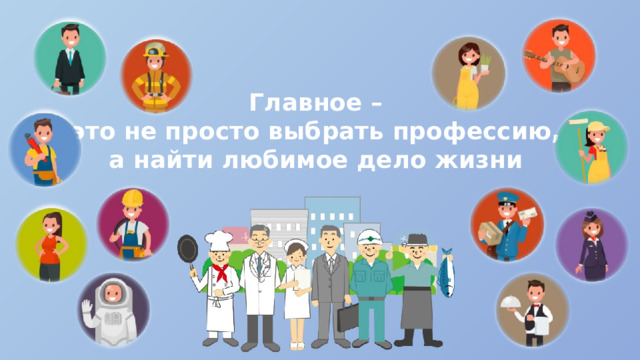 Главное –
это не просто выбрать профессию,
а найти любимое дело жизни